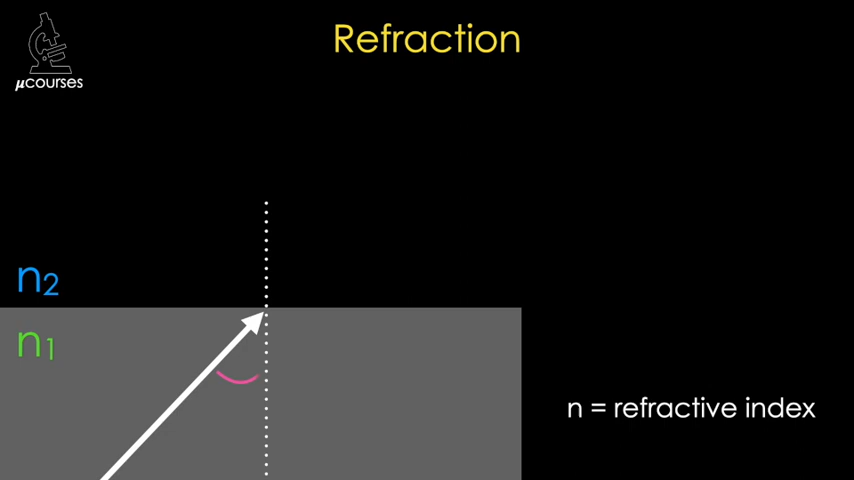 Refraction
μcourses
n2
n1
n = refractive index